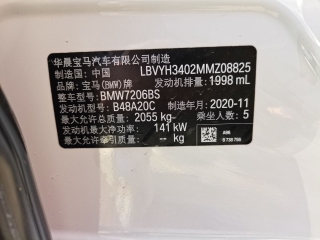 华晨宝马汽车有限公司制造
制造国: 中国 LBVYH3402MMZ08825
品牌: 宝马(BMW)牌 发动机排量: 1998 mL
整车型号: BMW7206BS
发动机型号: B48A20C 制造年月: 2020-11
最大允许总质量: 2055 kg 乘坐人数: 5
发动机最大净功率: 141 kW
最大允许牵引质量: - kg